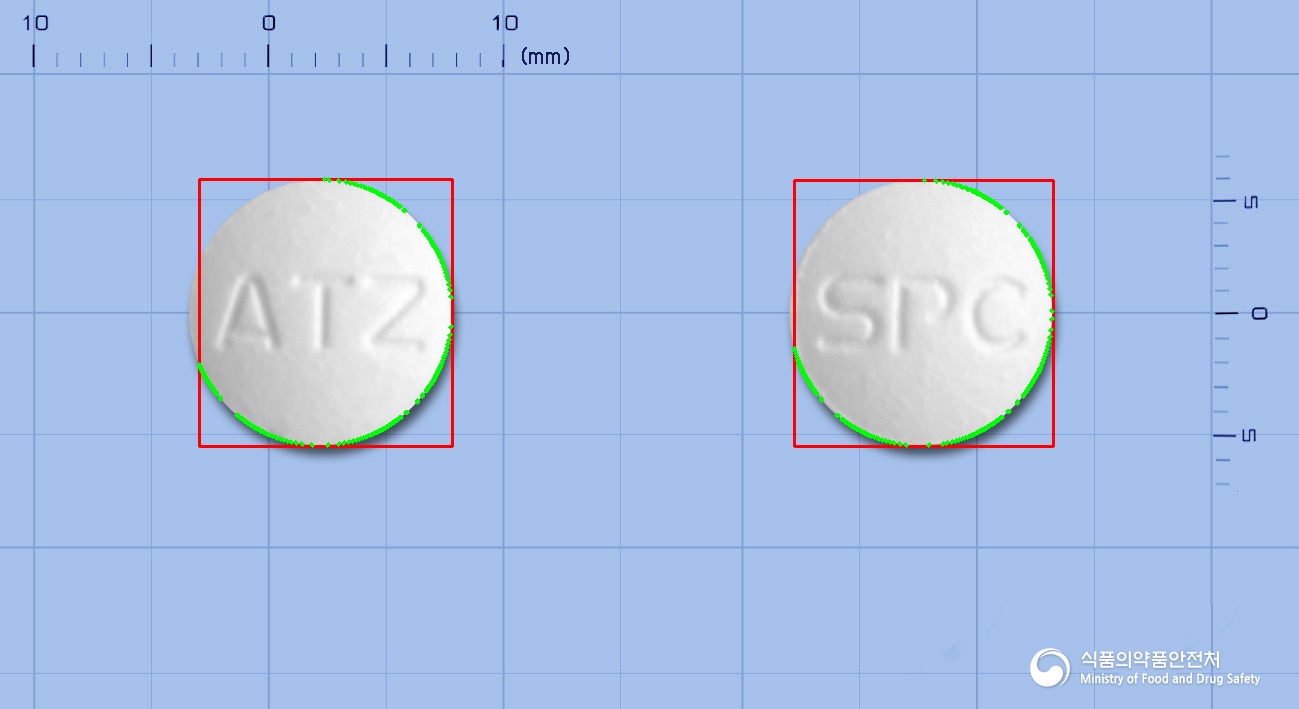 10 0 10
(mm)
5
0
5
ATZ
SPC
식품의약품안전처
Ministry of Food and Drug Safety